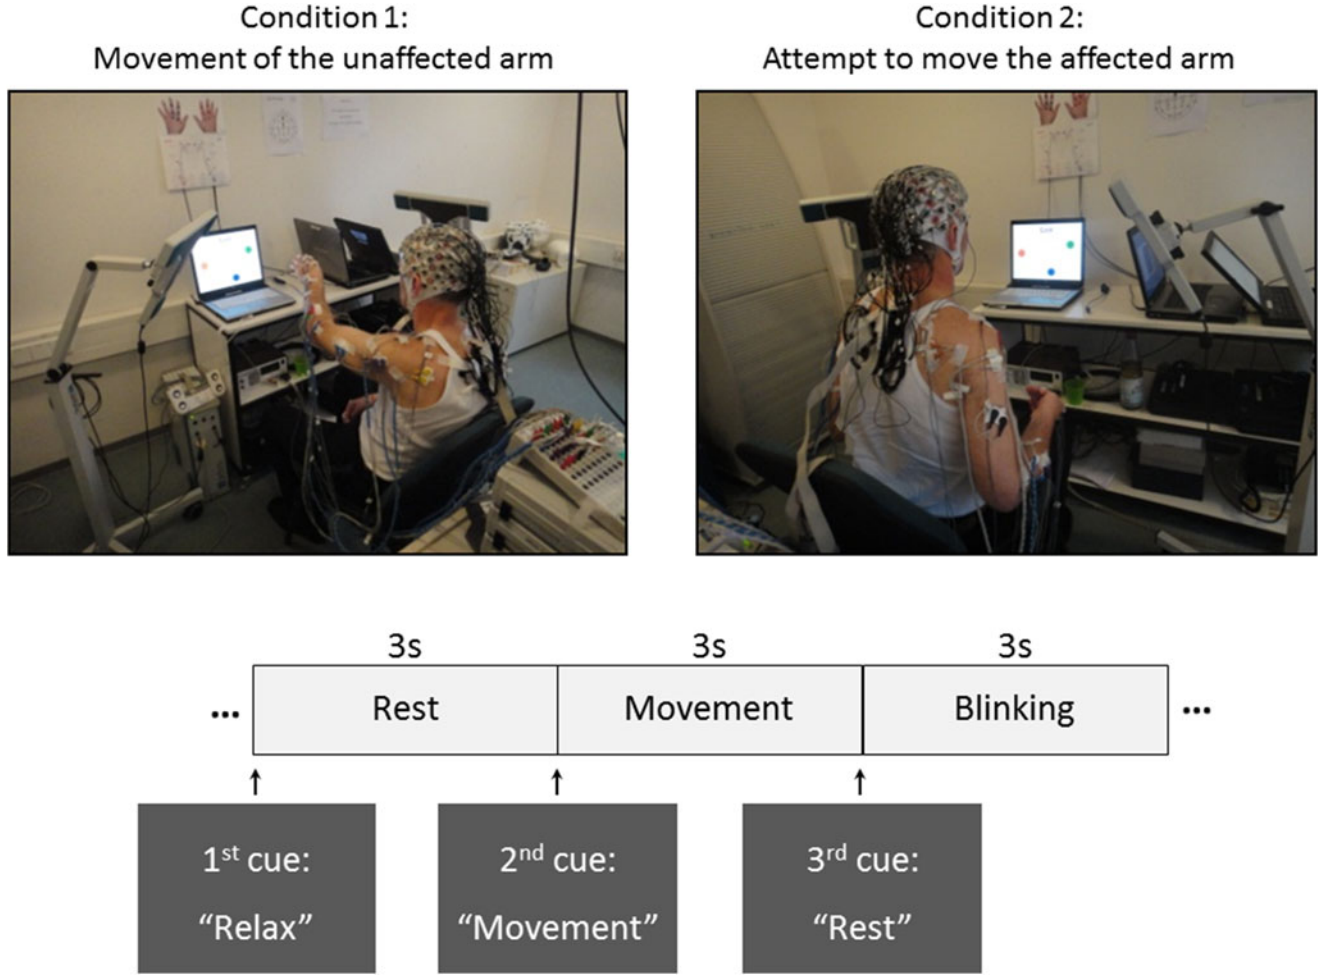 Condition 1:
Movement of the unaffected arm
Condition 2:
Attempt to move the affected arm
3s
3s
3s
...
Rest
Movement
Blinking
...
1st cue:
“Relax”
2nd cue:
“Movement”
3rd cue:
“Rest”